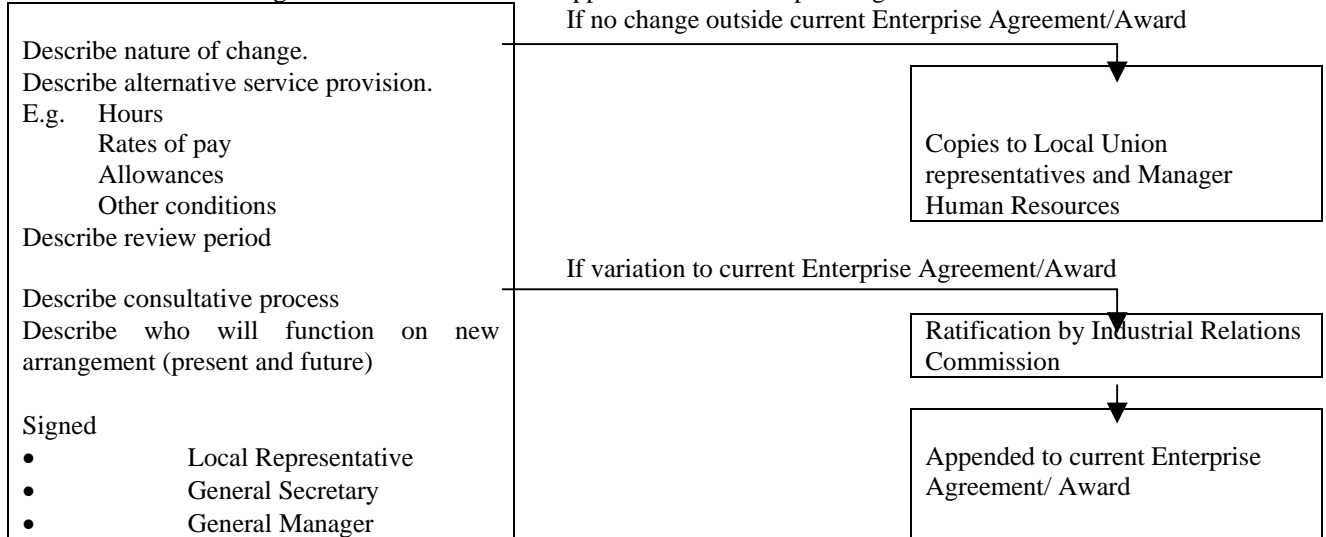 If no change outside current Enterprise Agreement/Award
Describe nature of change.
Describe alternative service provision.
E.g. Hours
Rates of pay
Allowances
Other conditions
Describe review period
Copies to Local Union
representatives and Manager
Human Resources
If variation to current Enterprise Agreement/Award
Describe consultative process
Describe who will function on new
arrangement (present and future)
Ratification by Industrial Relations
Commission
Signed
• Local Representative
• General Secretary
• General Manager
Appended to current Enterprise
Agreement/ Award